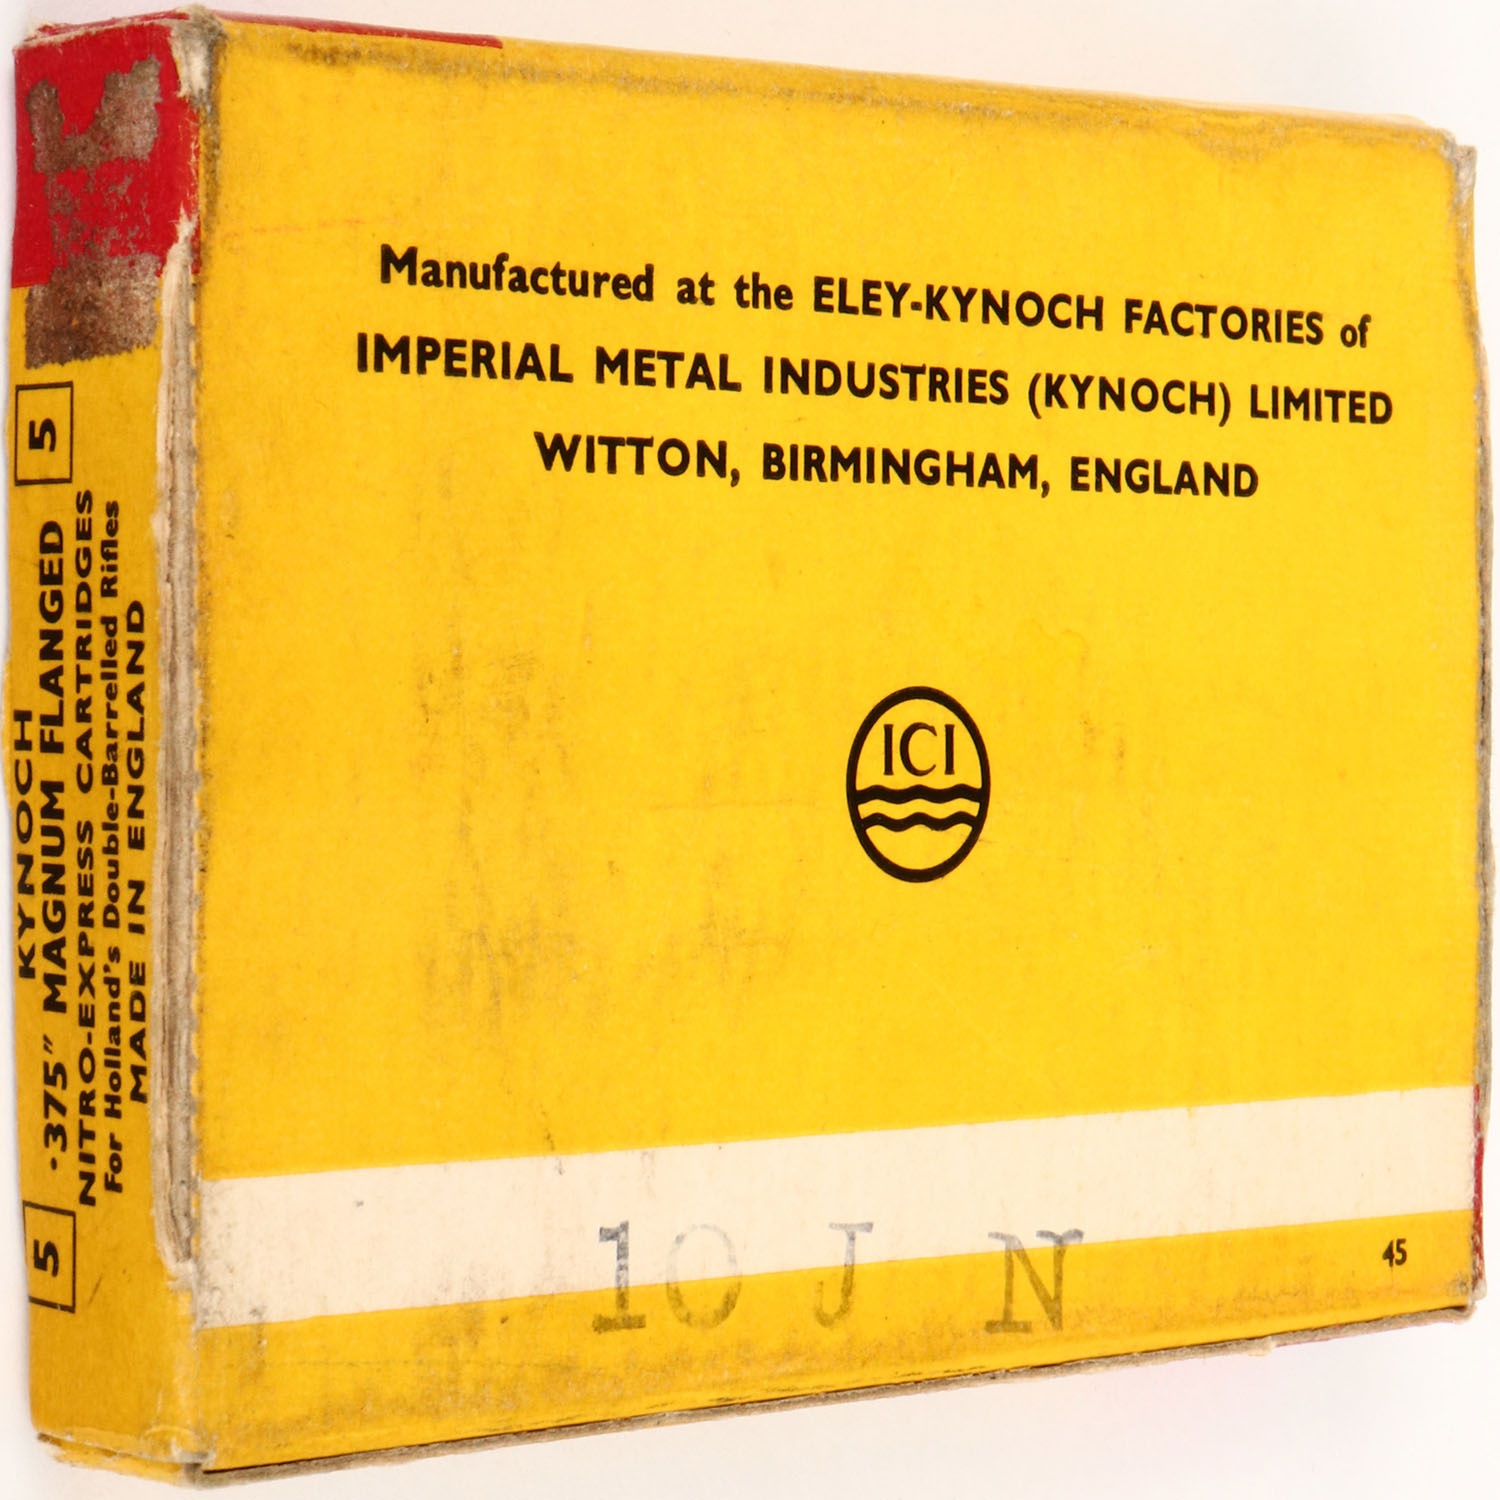 Manufactured at the ELEY-KYNOCH FACTORIES of
IMPERIAL METAL INDUSTRIES (KYNOCH) LIMITED
WITTON, BIRMINGHAM, ENGLAND
ICI
10 J N
45
5 5
KYNOCH
·375″ MAGNUM FLANGED
NITRO-EXPRESS CARTRIDGES
For Holland's Double-Barrelled Rifles
MADE IN ENGLAND